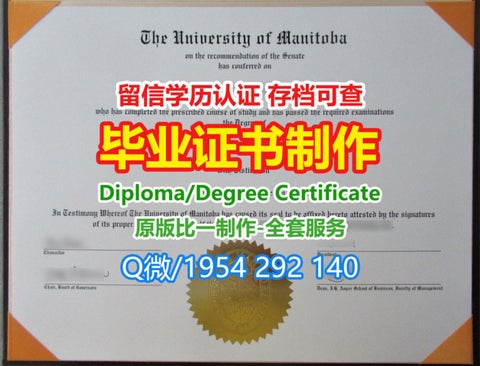 The University of Manitoba
on the recommendation of the Senate
has conferred on
留信学历认证 存档可查
who has completed the prescribed course of study and has passed the required examinations
the Degree
毕业证书制作
with Distinction
Diploma/Degree Certificate
In Testimony Whereof The University of Manitoba has caused its seal to be affixed hereto attested by the signatures
of its proper
原版比一制作-全套服务
Chancellor
Q微/1954 292 140
Chair, Board of Governors
Dean, I.H. Asper School of Business, Faculty of Management